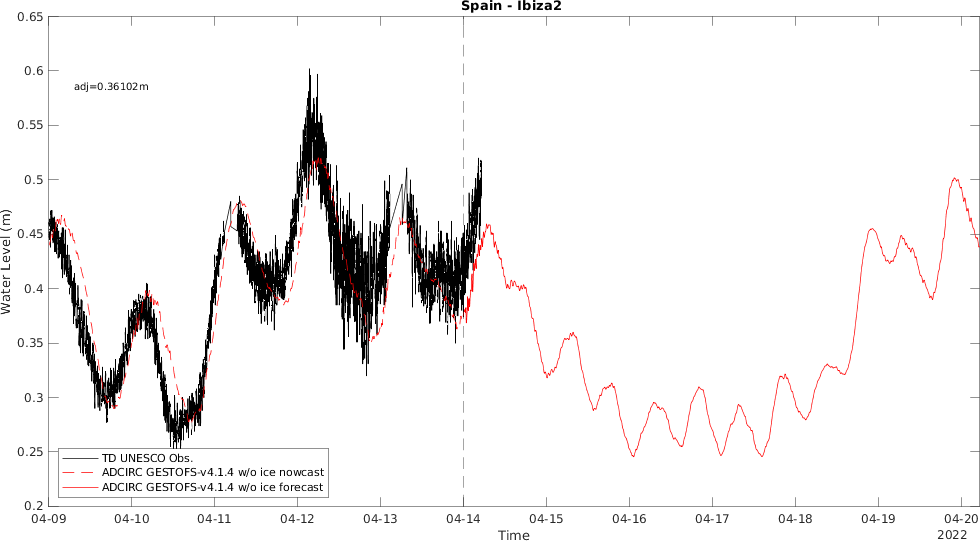 Spain - Ibiza2
0.65
0.6
0.55
0.5
0.45
0.4
0.35
0.3
0.25
0.2
Water Level (m)
adj=0.36102m
TD UNESCO Obs.
ADCIRC GESTOFS-v4.1.4 w/o ice nowcast
ADCIRC GESTOFS-v4.1.4 w/o ice forecast
04-09 04-10 04-11 04-12 04-13 04-14 04-15 04-16 04-17 04-18 04-19 04-20
Time
2022